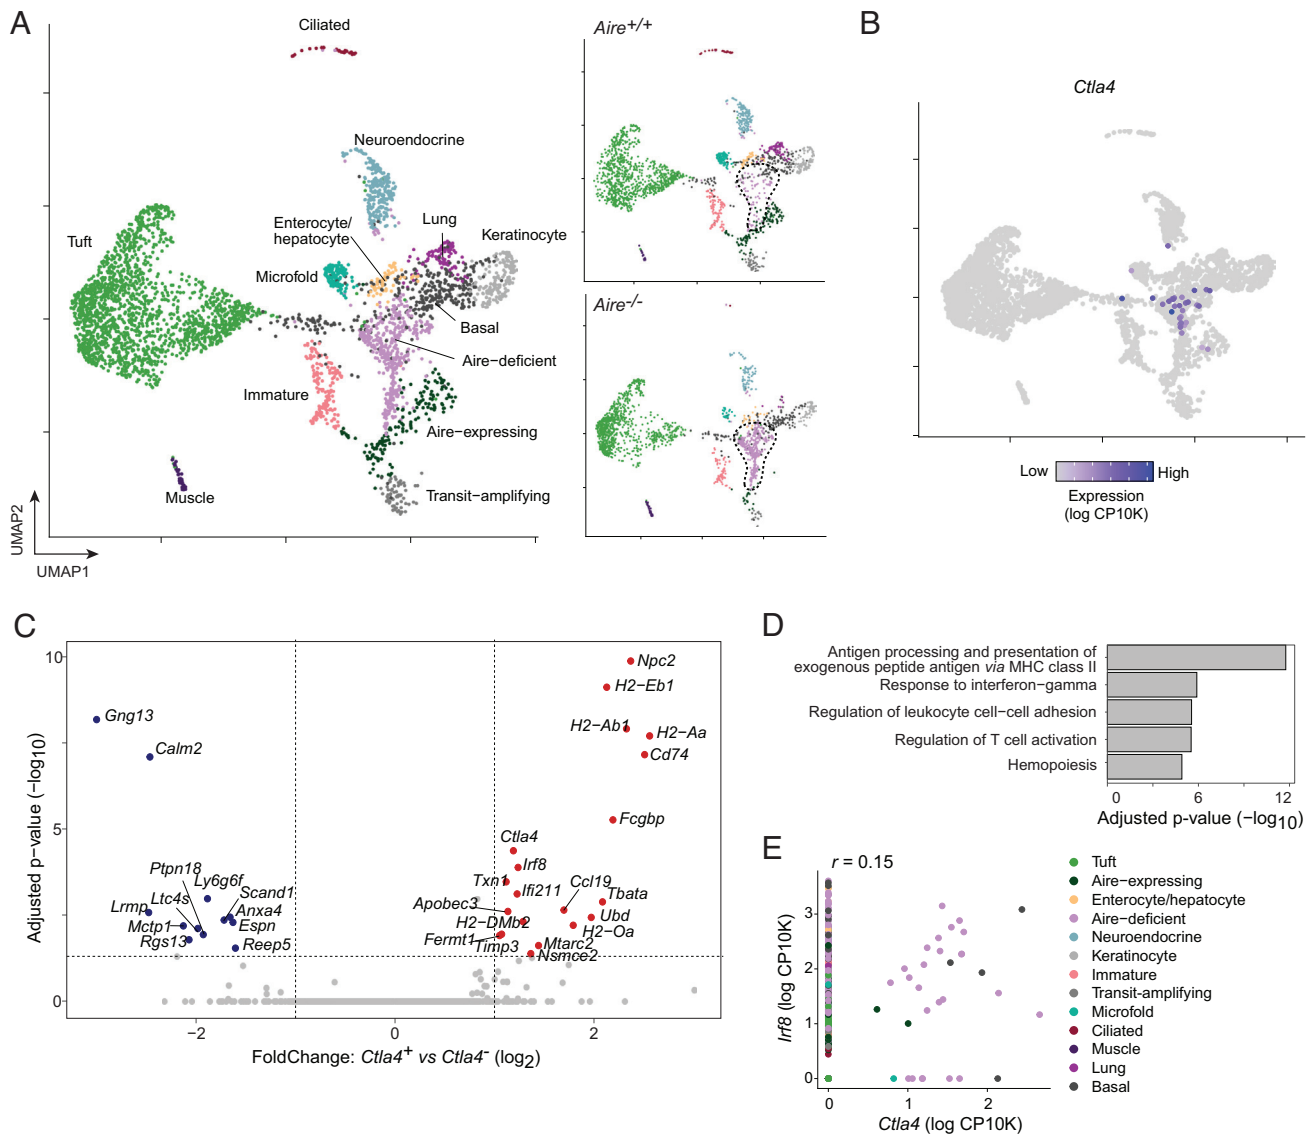 A
Ciliated
Neuroendocrine
Enterocyte/
hepatocyte
Lung
Keratinocyte
Tuft
Microfold
Basal
Aire−deficient
Immature
Aire−expressing
Transit−amplifying
Muscle
UMAP2
UMAP1
Aire+/+
Aire-/-
B
Ctla4
Low
High
Expression
(log CP10K)
C
Adjusted p−value (−log10)
10
5
0
−2
0
2
FoldChange: Ctla4+ vs Ctla4- (log2)
Gng13
Calm2
Ptpn18
Ly6g6f
Ltc4s
Scand1
Lrmp
Anxa4
Mctp1
Espn
Rgs13
Reep5
Npc2
H2−Eb1
H2−Ab1
H2−Aa
Cd74
Fcgbp
Ctla4
Irf8
Txn1
Ifi211
Ccl19
Tbata
Apobec3
H2−DMb2
Ubd
H2−Oa
Fermt1
Timp3
Mtarc2
Nsmce2
D
Antigen processing and presentation of
exogenous peptide antigen via MHC class II
Response to interferon−gamma
Regulation of leukocyte cell−cell adhesion
Regulation of T cell activation
Hemopoiesis
0
6
12
Adjusted p−value (−log10)
E
r = 0.15
Irf8 (log CP10K)
3
2
1
0
0
1
2
Ctla4 (log CP10K)
Tuft
Aire−expressing
Enterocyte/hepatocyte
Aire−deficient
Neuroendocrine
Keratinocyte
Immature
Transit−amplifying
Microfold
Ciliated
Muscle
Lung
Basal